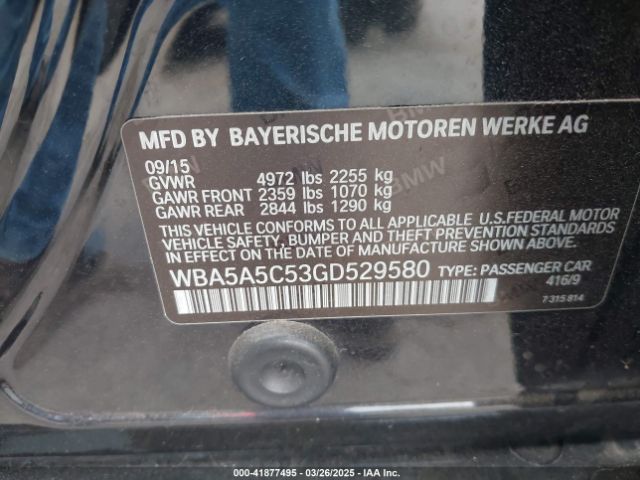 MFD BY BAYERISCHE MOTOREN WERKE AG
09/15
GVWR 4972 lbs 2255 kg
GAWR FRONT 2359 lbs 1070 kg
GAWR REAR 2844 lbs 1290 kg
THIS VEHICLE CONFORMS TO ALL APPLICABLE U.S.FEDERAL MOTOR
VEHICLE SAFETY, BUMPER AND THEFT PREVENTION STANDARDS
IN EFFECT ON THE DATE OF MANUFACTURE SHOWN ABOVE.
WBA5A5C53GD529580 TYPE: PASSENGER CAR
416/9
7 315 814
BMW
000-41877495 • 03/26/2025 • IAA Inc.